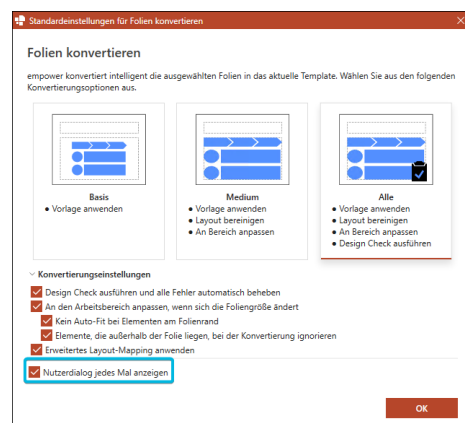 Standardeinstellungen für Folien konvertieren
Folien konvertieren
empower konvertiert intelligent die ausgewählten Folien in das aktuelle Template. Wählen Sie aus den folgenden
Konvertierungsoptionen aus.
Basis
• Vorlage anwenden
Medium
• Vorlage anwenden
• Layout bereinigen
• An Bereich anpassen
Alle
• Vorlage anwenden
• Layout bereinigen
• An Bereich anpassen
• Design Check ausführen
Konvertierungseinstellungen
Design Check ausführen und alle Fehler automatisch beheben
An den Arbeitsbereich anpassen, wenn sich die Foliengröße ändert
Kein Auto-Fit bei Elementen am Folienrand
Elemente, die außerhalb der Folie liegen, bei der Konvertierung ignorieren
Erweitertes Layout-Mapping anwenden
Nutzerdialog jedes Mal anzeigen
OK